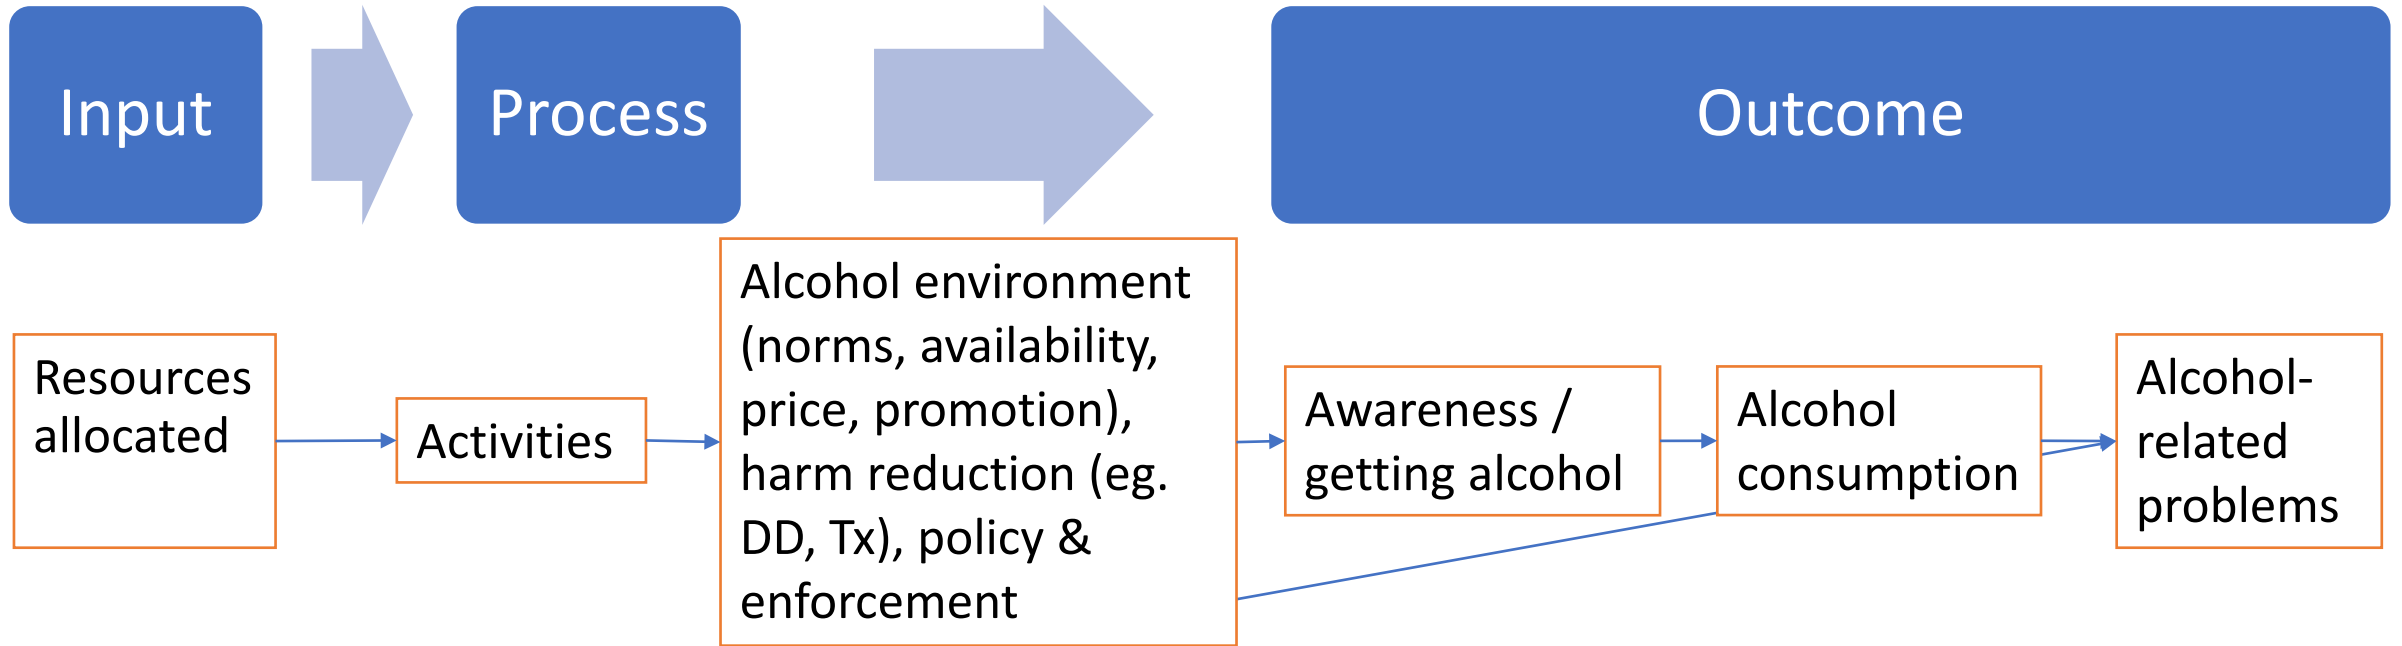 Input
Process
Outcome
Resources
allocated
Activities
Alcohol environment
(norms, availability,
price, promotion),
harm reduction (eg.
DD, Tx), policy &
enforcement
Awareness /
getting alcohol
Alcohol
consumption
Alcohol-
related
problems